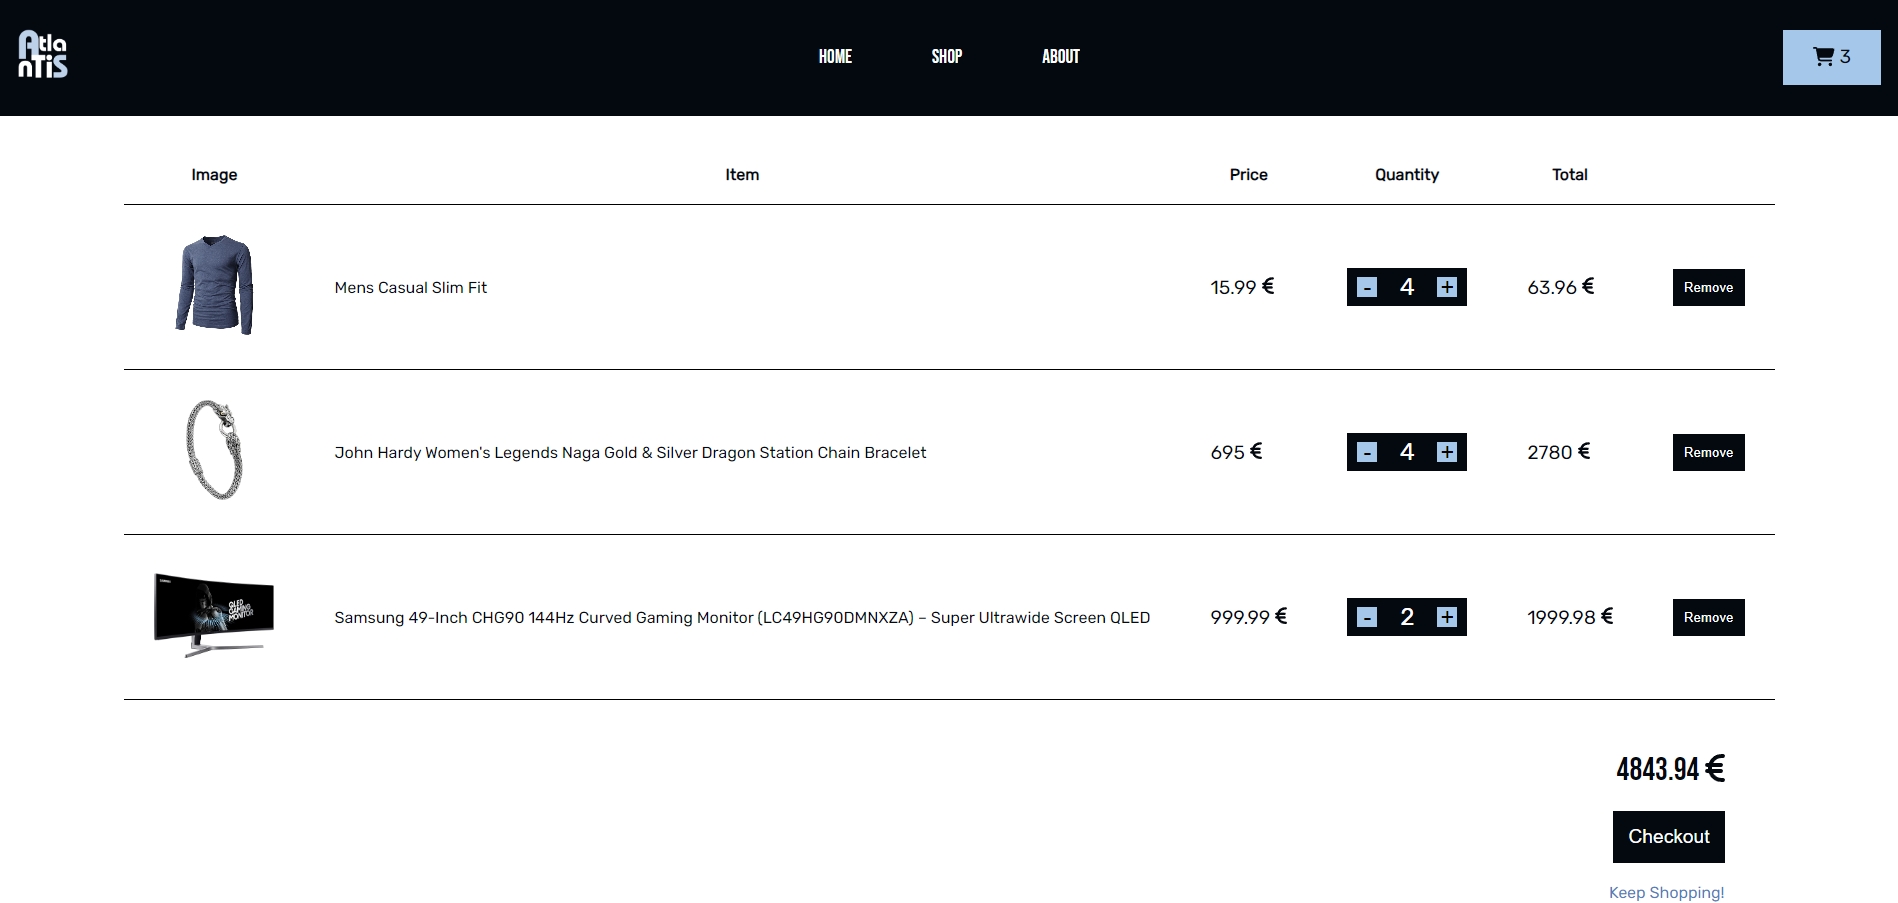 Atla
nTiS
HOME SHOP ABOUT
3
Image Item Price Quantity Total
Mens Casual Slim Fit 15.99 € - 4 + 63.96 € Remove
John Hardy Women's Legends Naga Gold & Silver Dragon Station Chain Bracelet 695 € - 4 + 2780 € Remove
QLED
GAMING
MONITOR
Samsung 49-Inch CHG90 144Hz Curved Gaming Monitor (LC49HG90DMNXZA) – Super Ultrawide Screen QLED 999.99 € - 2 + 1999.98 € Remove
4843.94 €
Checkout
Keep Shopping!